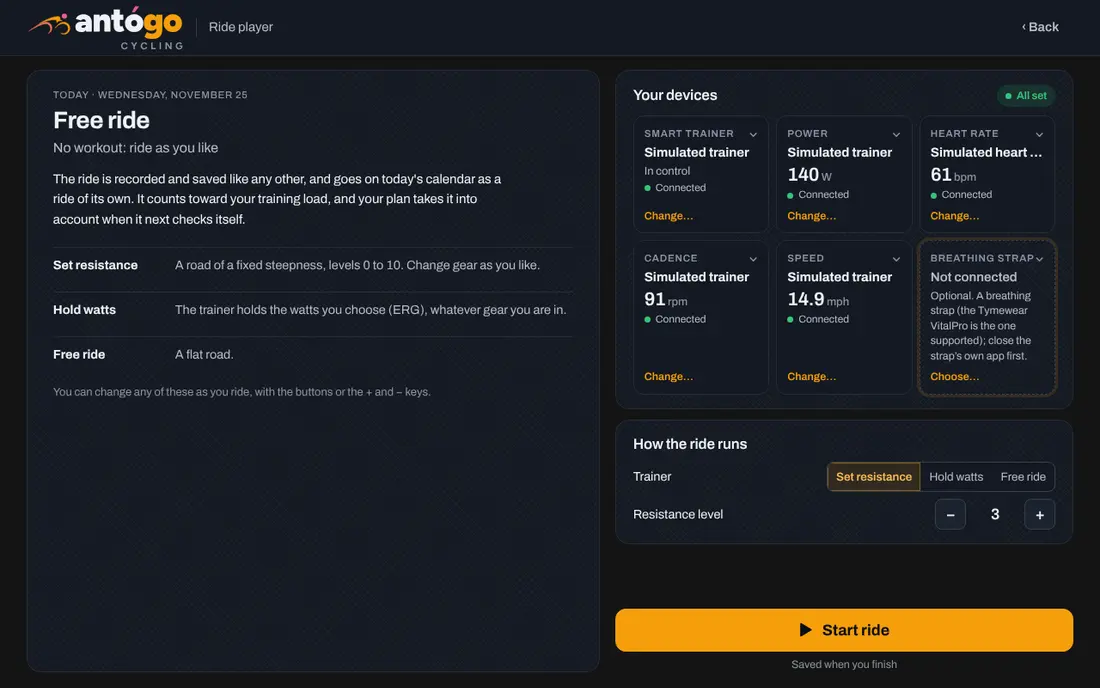 antógo
CYCLING
Ride player
‹ Back
TODAY · WEDNESDAY, NOVEMBER 25
Free ride
No workout: ride as you like
The ride is recorded and saved like any other, and goes on today's calendar as a
ride of its own. It counts toward your training load, and your plan takes it into
account when it next checks itself.
Set resistance
A road of a fixed steepness, levels 0 to 10. Change gear as you like.
Hold watts
The trainer holds the watts you choose (ERG), whatever gear you are in.
Free ride
A flat road.
You can change any of these as you ride, with the buttons or the + and – keys.
Your devices
All set
SMART TRAINER
Simulated trainer
In control
Connected
Change...
POWER
Simulated trainer
140 W
Connected
Change...
HEART RATE
Simulated heart ...
61 bpm
Connected
Change...
CADENCE
Simulated trainer
91 rpm
Connected
Change...
SPEED
Simulated trainer
14.9 mph
Connected
Change...
BREATHING STRAP
Not connected
Optional. A breathing
strap (the Tymewear
VitalPro is the one
supported); close the
strap's own app first.
Choose...
How the ride runs
Trainer
Set resistance
Hold watts
Free ride
Resistance level
– 3 +
Start ride
Saved when you finish